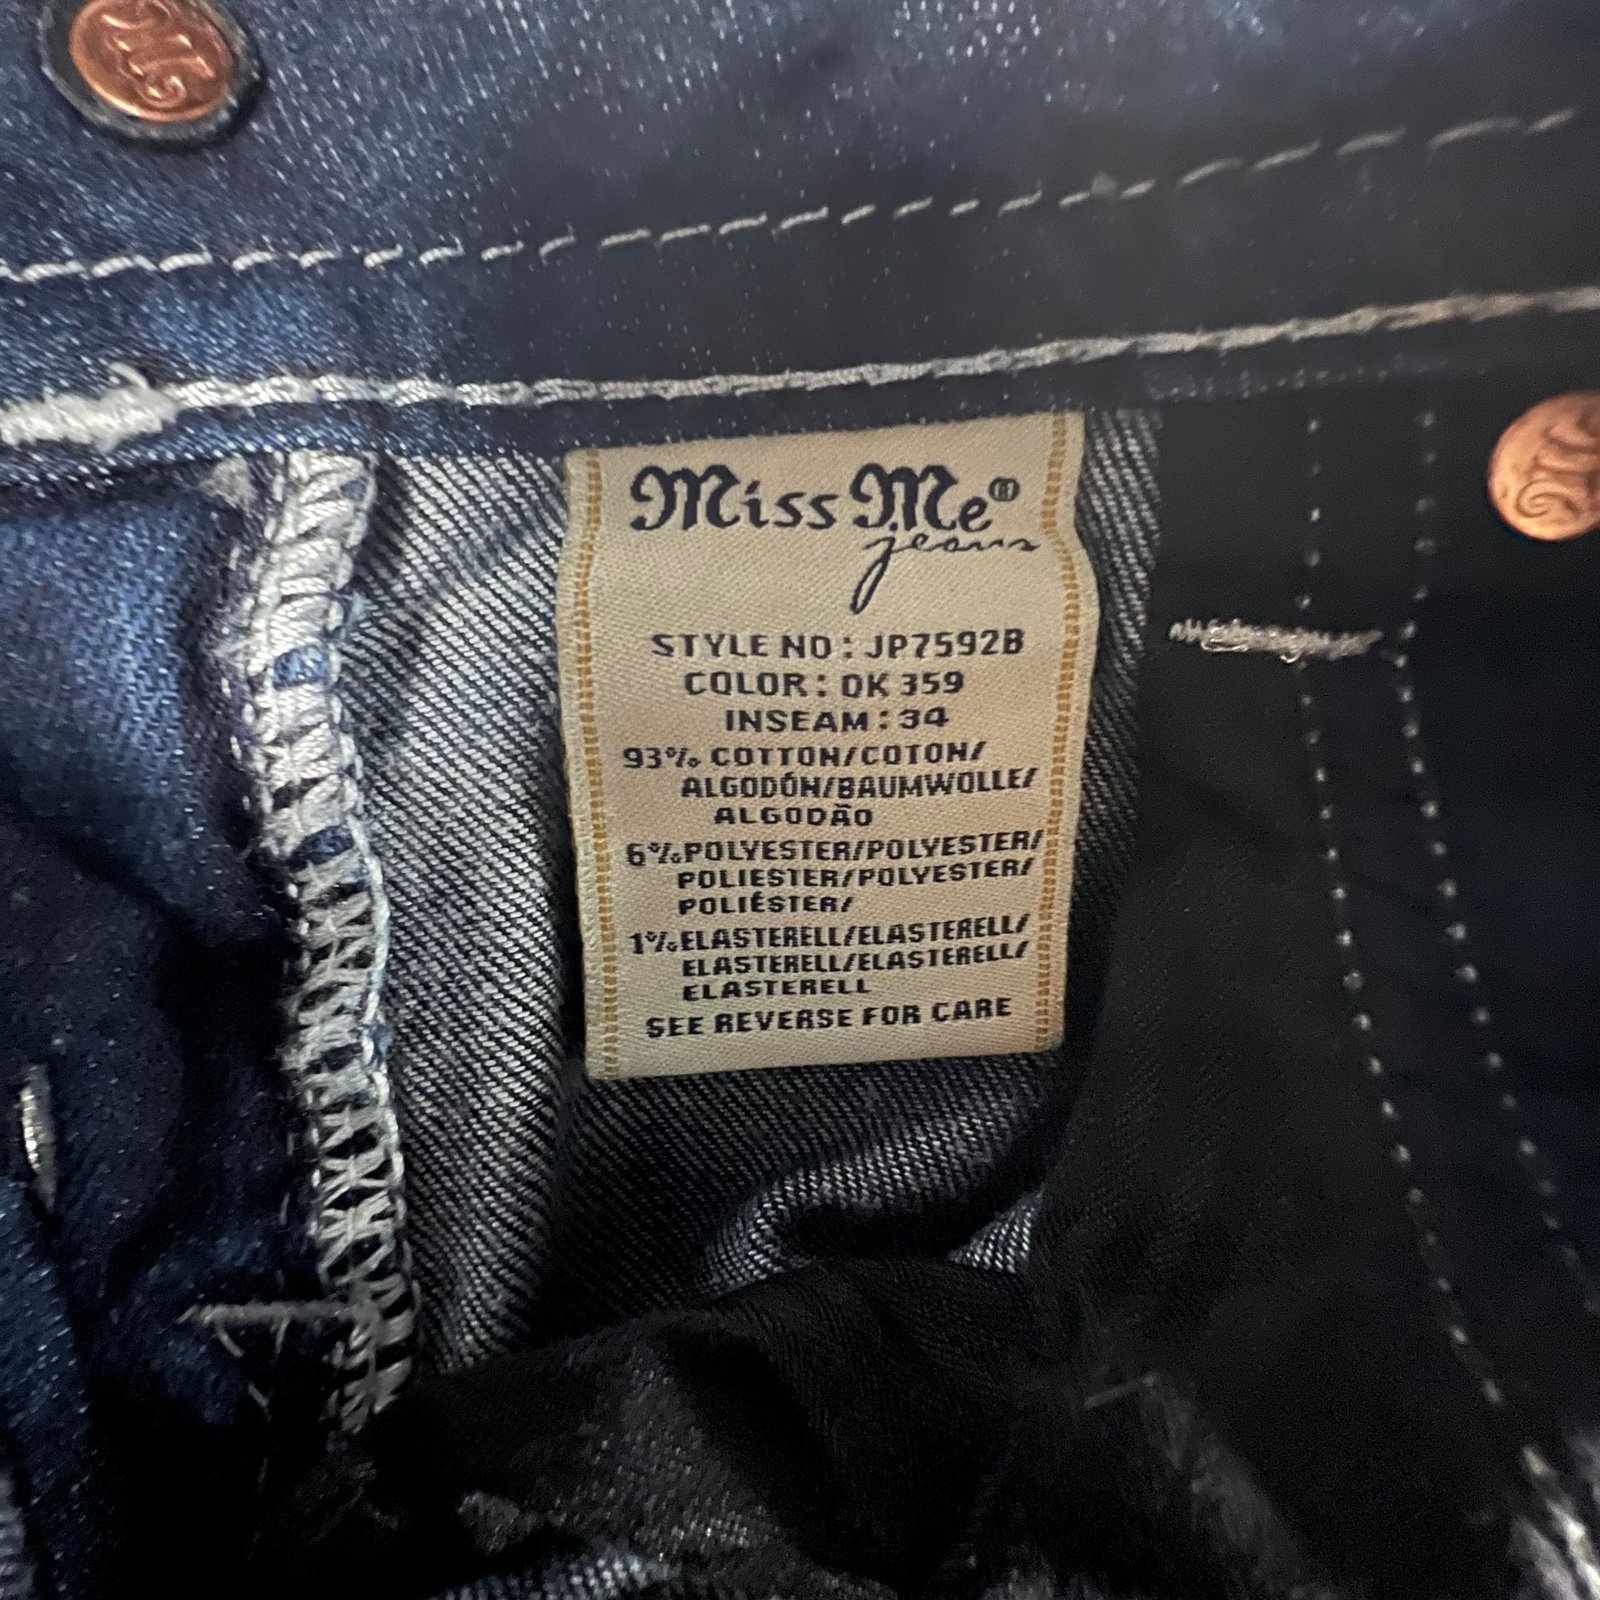 Miss Me®
jeans
STYLE NO : JP7592B
COLOR : DK 359
INSEAM : 34
93% COTTON/COTON/
ALGODÓN/BAUMWOLLE/
ALGODÃO
6% POLYESTER/POLYESTER/
POLIESTER/POLYESTER/
POLIÉSTER/
1% ELASTERELL/ELASTERELL/
ELASTERELL/ELASTERELL/
ELASTERELL
SEE REVERSE FOR CARE